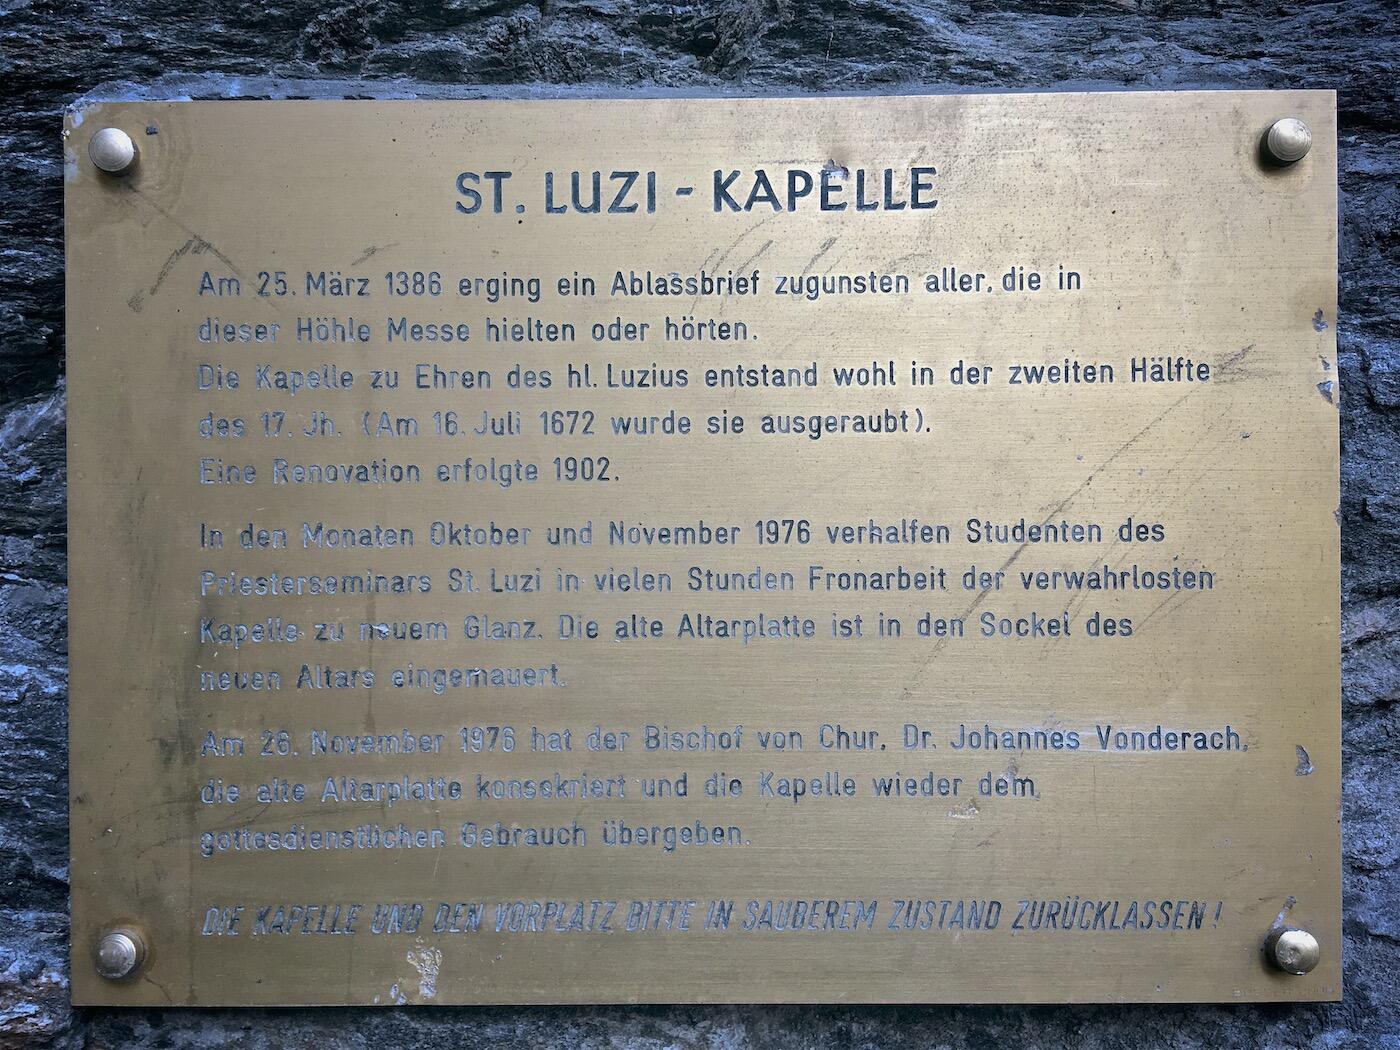 ST. LUZI - KAPELLE
Am 25. März 1386 erging ein Ablassbrief zugunsten aller, die in
dieser Höhle Messe hielten oder hörten.
Die Kapelle zu Ehren des hl. Luzius entstand wohl in der zweiten Hälfte
des 17. Jh. (Am 16. Juli 1672 wurde sie ausgeraubt).
Eine Renovation erfolgte 1902.
In den Monaten Oktober und November 1976 verhalfen Studenten des
Priesterseminars St. Luzi in vielen Stunden Fronarbeit der verwahrlosten
Kapelle zu neuem Glanz. Die alte Altarplatte ist in den Sockel des
neuen Altars eingemauert.
Am 26. November 1976 hat der Bischof von Chur, Dr. Johannes Vonderach,
die alte Altarplatte konsekriert und die Kapelle wieder dem
gottesdienstlichen Gebrauch übergeben.
DIE KAPELLE UND DEN VORPLATZ BITTE IN SAUBEREM ZUSTAND ZURÜCKLASSEN!